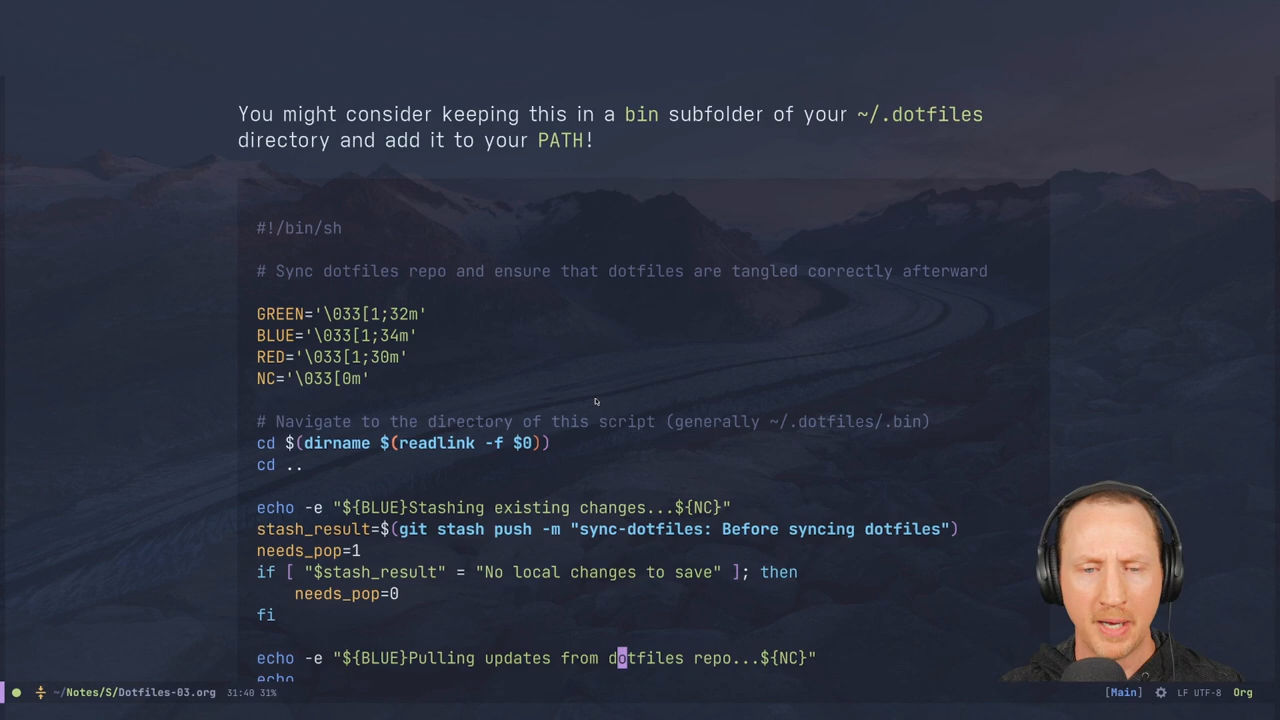 You might consider keeping this in a bin subfolder of your ~/.dotfiles
directory and add it to your PATH!
#!/bin/sh
# Sync dotfiles repo and ensure that dotfiles are tangled correctly afterward
GREEN='\033[1;32m'
BLUE='\033[1;34m'
RED='\033[1;30m'
NC='\033[0m'
# Navigate to the directory of this script (generally ~/.dotfiles/.bin)
cd $(dirname $(readlink -f $0))
cd ..
echo -e "${BLUE}Stashing existing changes...${NC}"
stash_result=$(git stash push -m "sync-dotfiles: Before syncing dotfiles")
needs_pop=1
if [ "$stash_result" = "No local changes to save" ]; then
    needs_pop=0
fi
echo -e "${BLUE}Pulling updates from dotfiles repo...${NC}"
echo
~/Notes/S/Dotfiles-03.org 31:40 31% [Main] LF UTF-8 Org